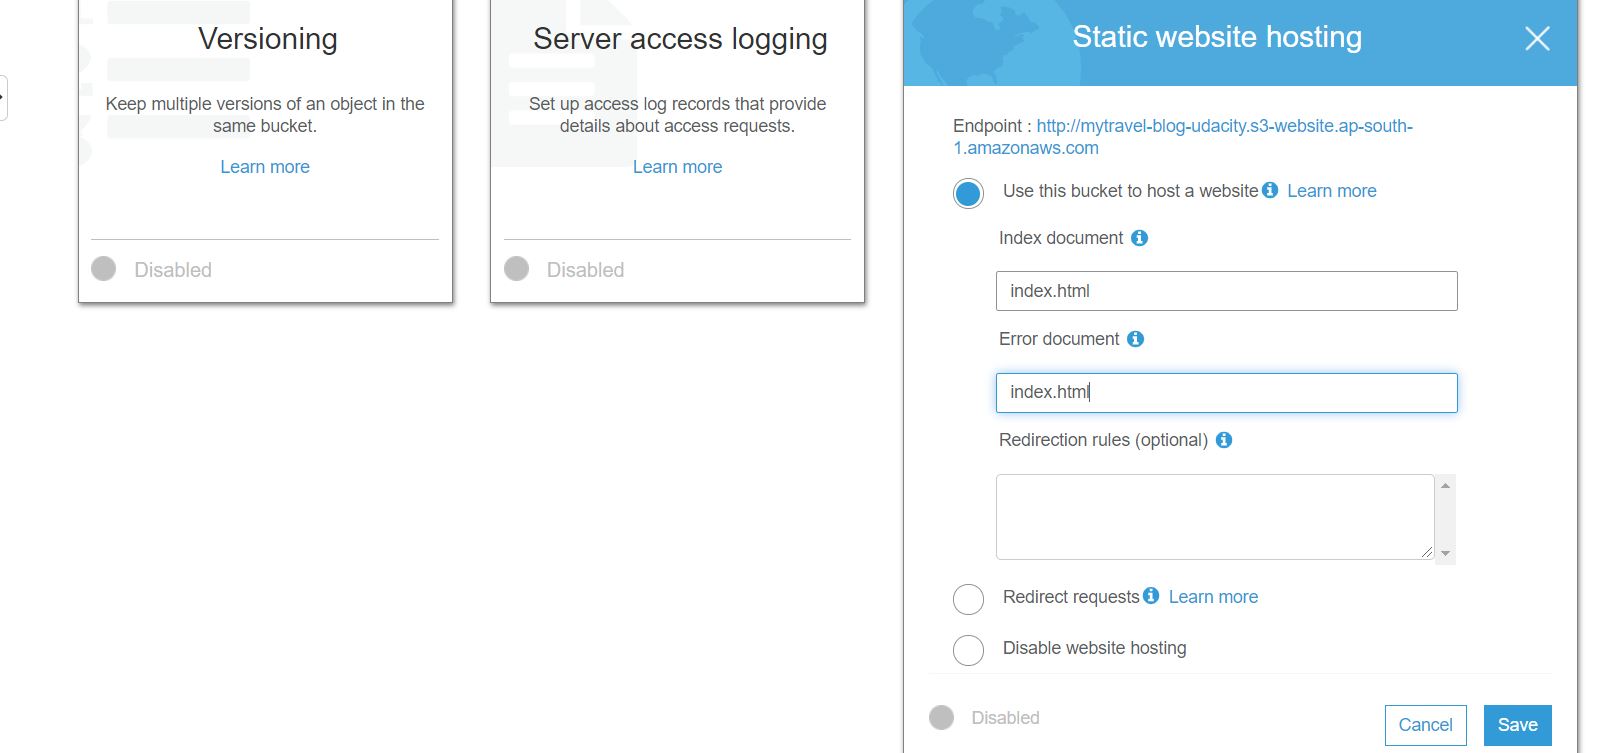 Versioning
Keep multiple versions of an object in the
same bucket.
Learn more
Disabled
Server access logging
Set up access log records that provide
details about access requests.
Learn more
Disabled
Static website hosting
Endpoint : http://mytravel-blog-udacity.s3-website.ap-south-
1.amazonaws.com
Use this bucket to host a website Learn more
Index document
index.html
Error document
index.html
Redirection rules (optional)
Redirect requests Learn more
Disable website hosting
Disabled
Cancel
Save